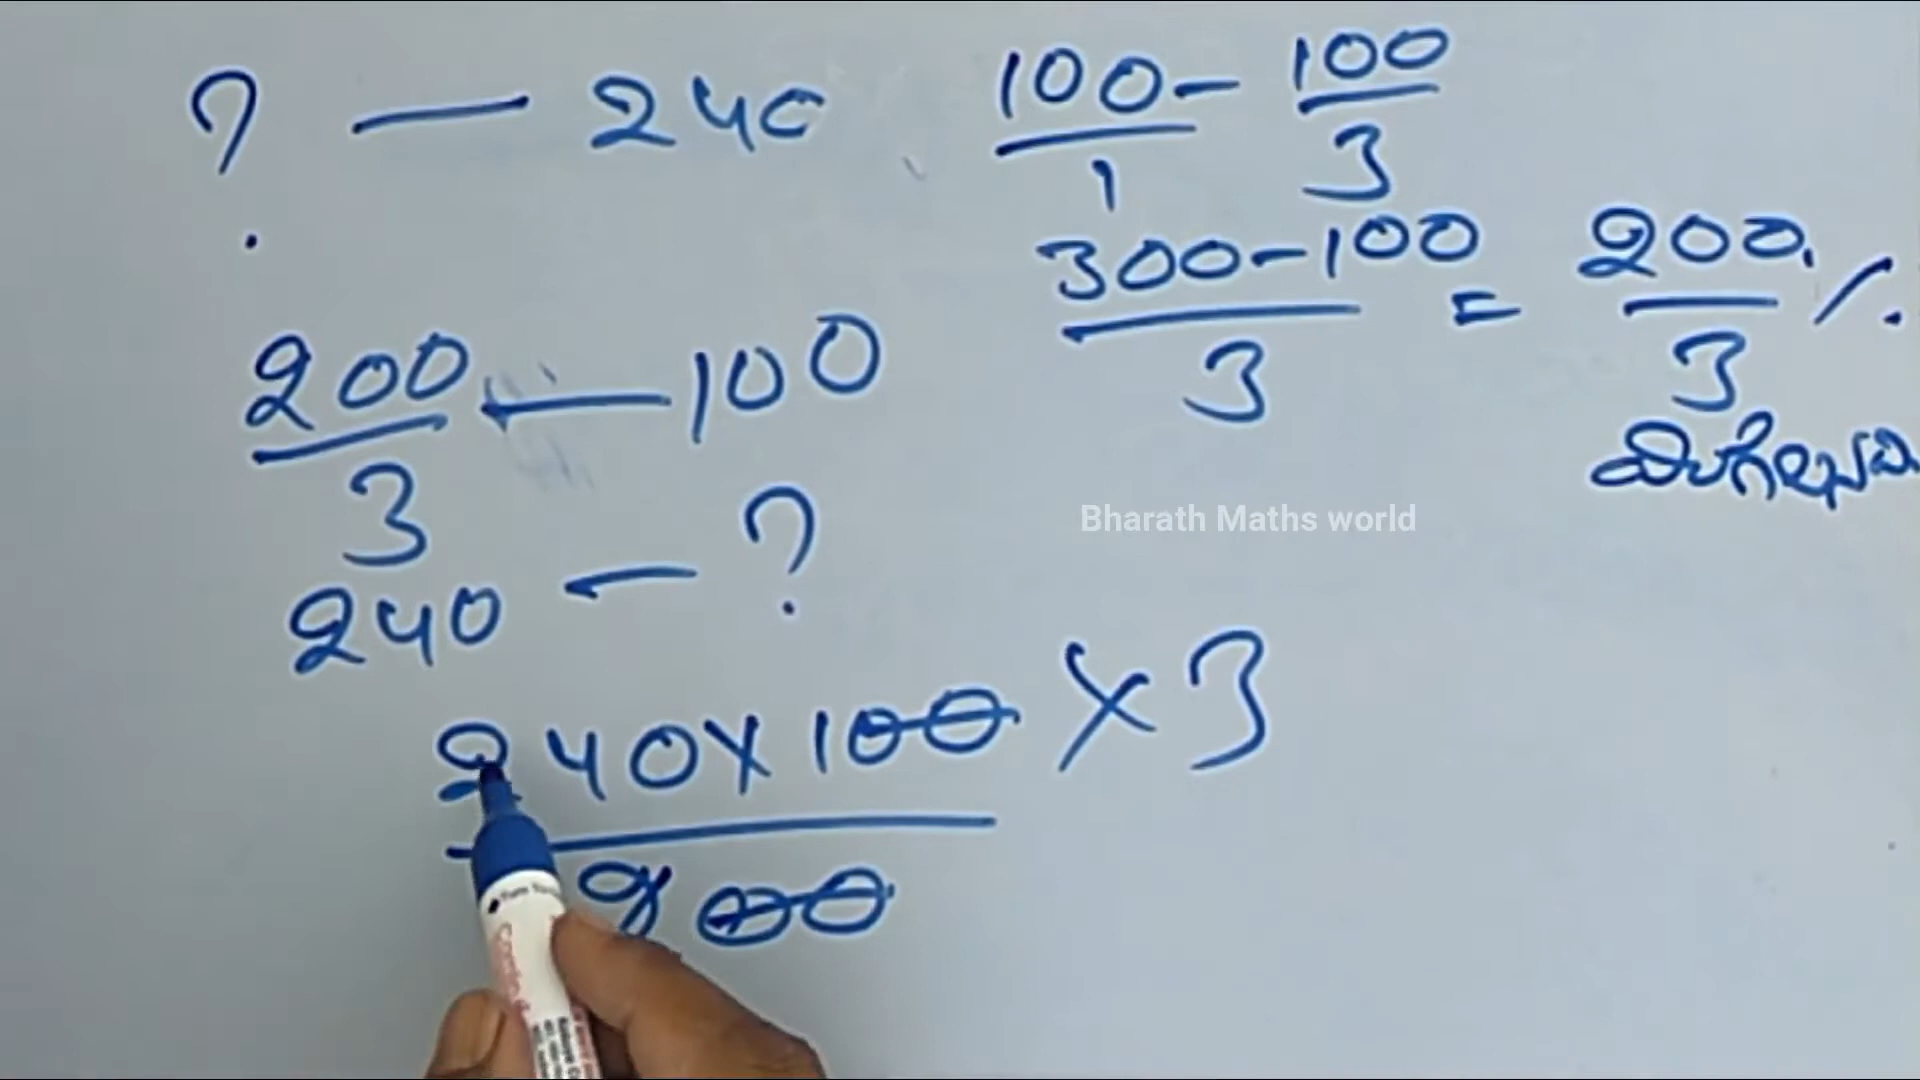 ? — 240
100/1 - 100/3
(300-100)/3 = 200/3 %
200/3 — 100
240 — ?
Bharath Maths world
(240 x 100)/200 x 3